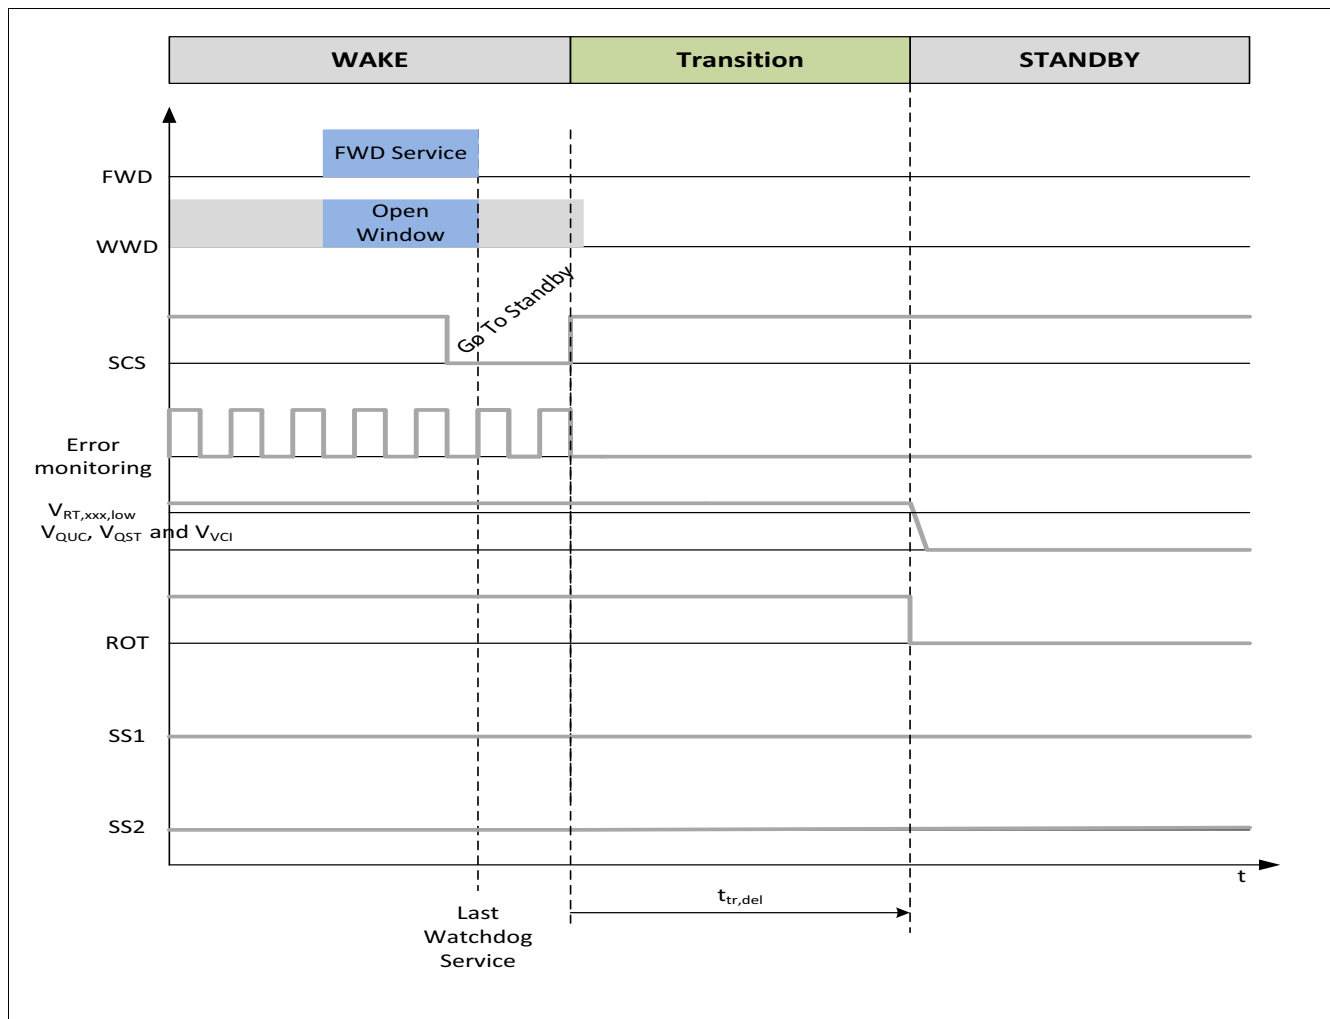 WAKE
Transition
STANDBY
FWD Service
FWD
Open
Window
WWD
Go To Standby
SCS
Error
monitoring
VRT,xxx,low
VQUC, VQST and VVCI
ROT
SS1
SS2
t
ttr,del
Last
Watchdog
Service